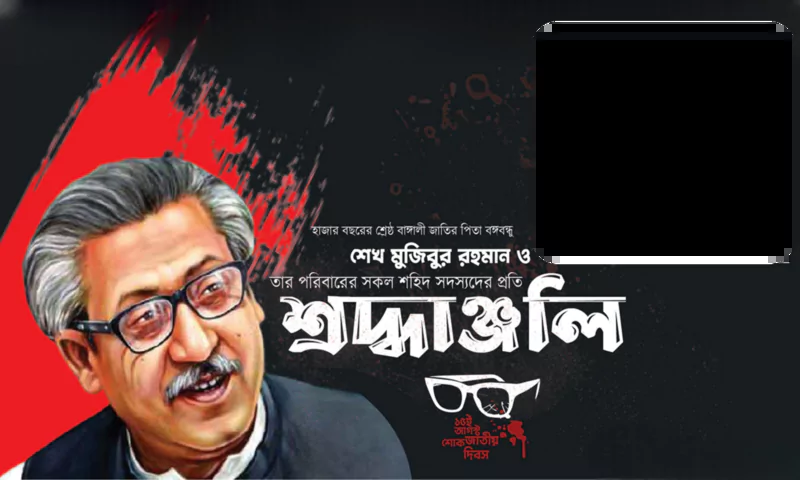 হাজার বছরের শ্রেষ্ঠ বাঙ্গালী জাতির পিতা বঙ্গবন্ধু
শেখ মুজিবুর রহমান ও
তার পরিবারের সকল শহিদ সদস্যদের প্রতি
শ্রদ্ধাঞ্জলি
১৫ই
আগস্ট
জাতীয়
শোক
দিবস